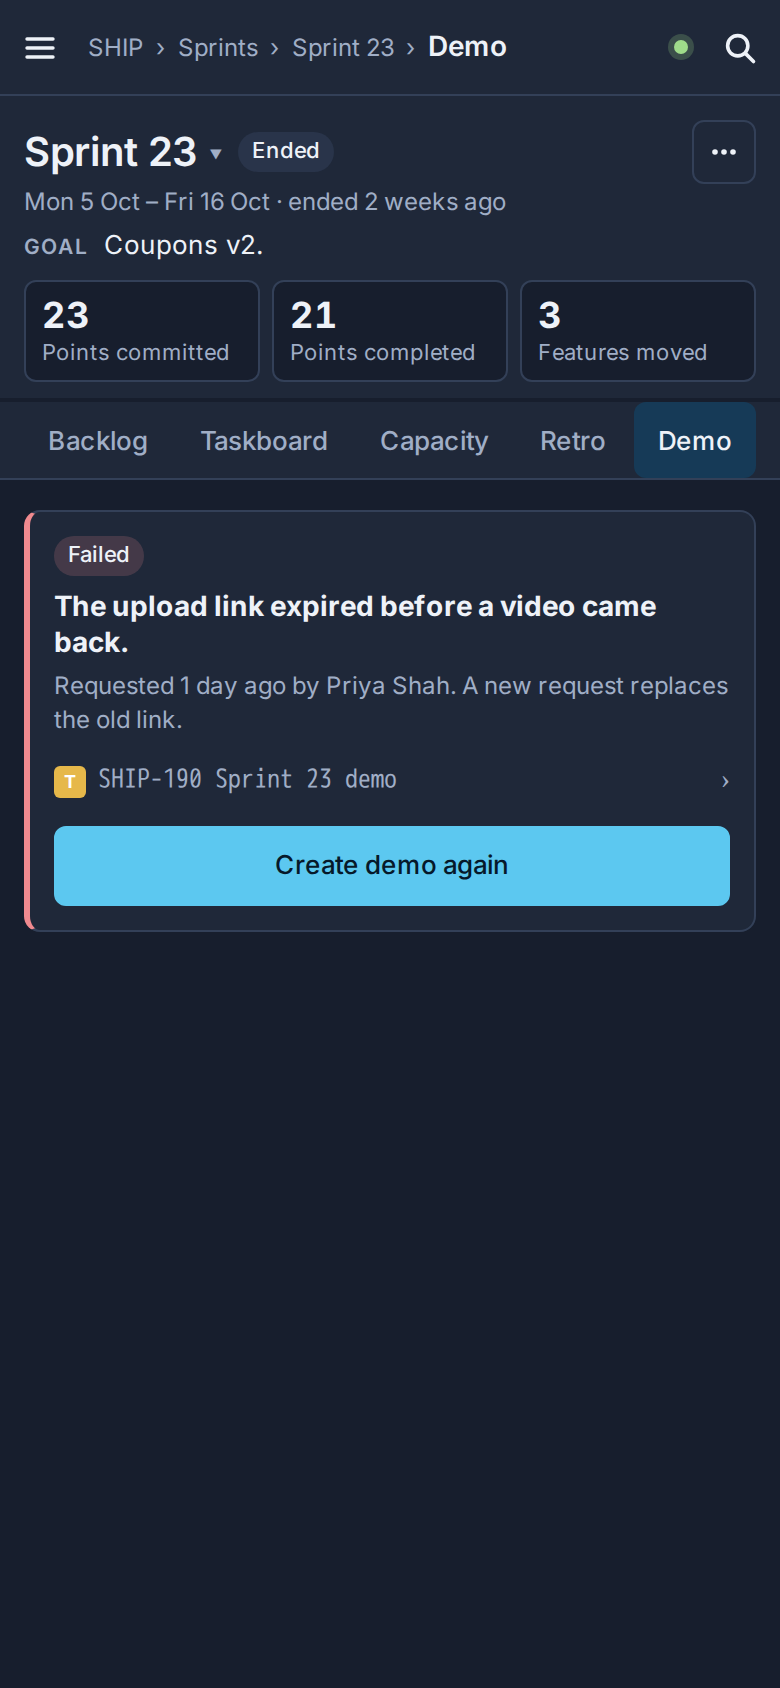 SHIP › Sprints › Sprint 23 › Demo
Sprint 23 ▾ Ended
Mon 5 Oct – Fri 16 Oct · ended 2 weeks ago
GOAL Coupons v2.
23 21 3
Points committed Points completed Features moved
Backlog Taskboard Capacity Retro Demo
Failed
The upload link expired before a video came
back.
Requested 1 day ago by Priya Shah. A new request replaces
the old link.
T SHIP-190 Sprint 23 demo ›
Create demo again